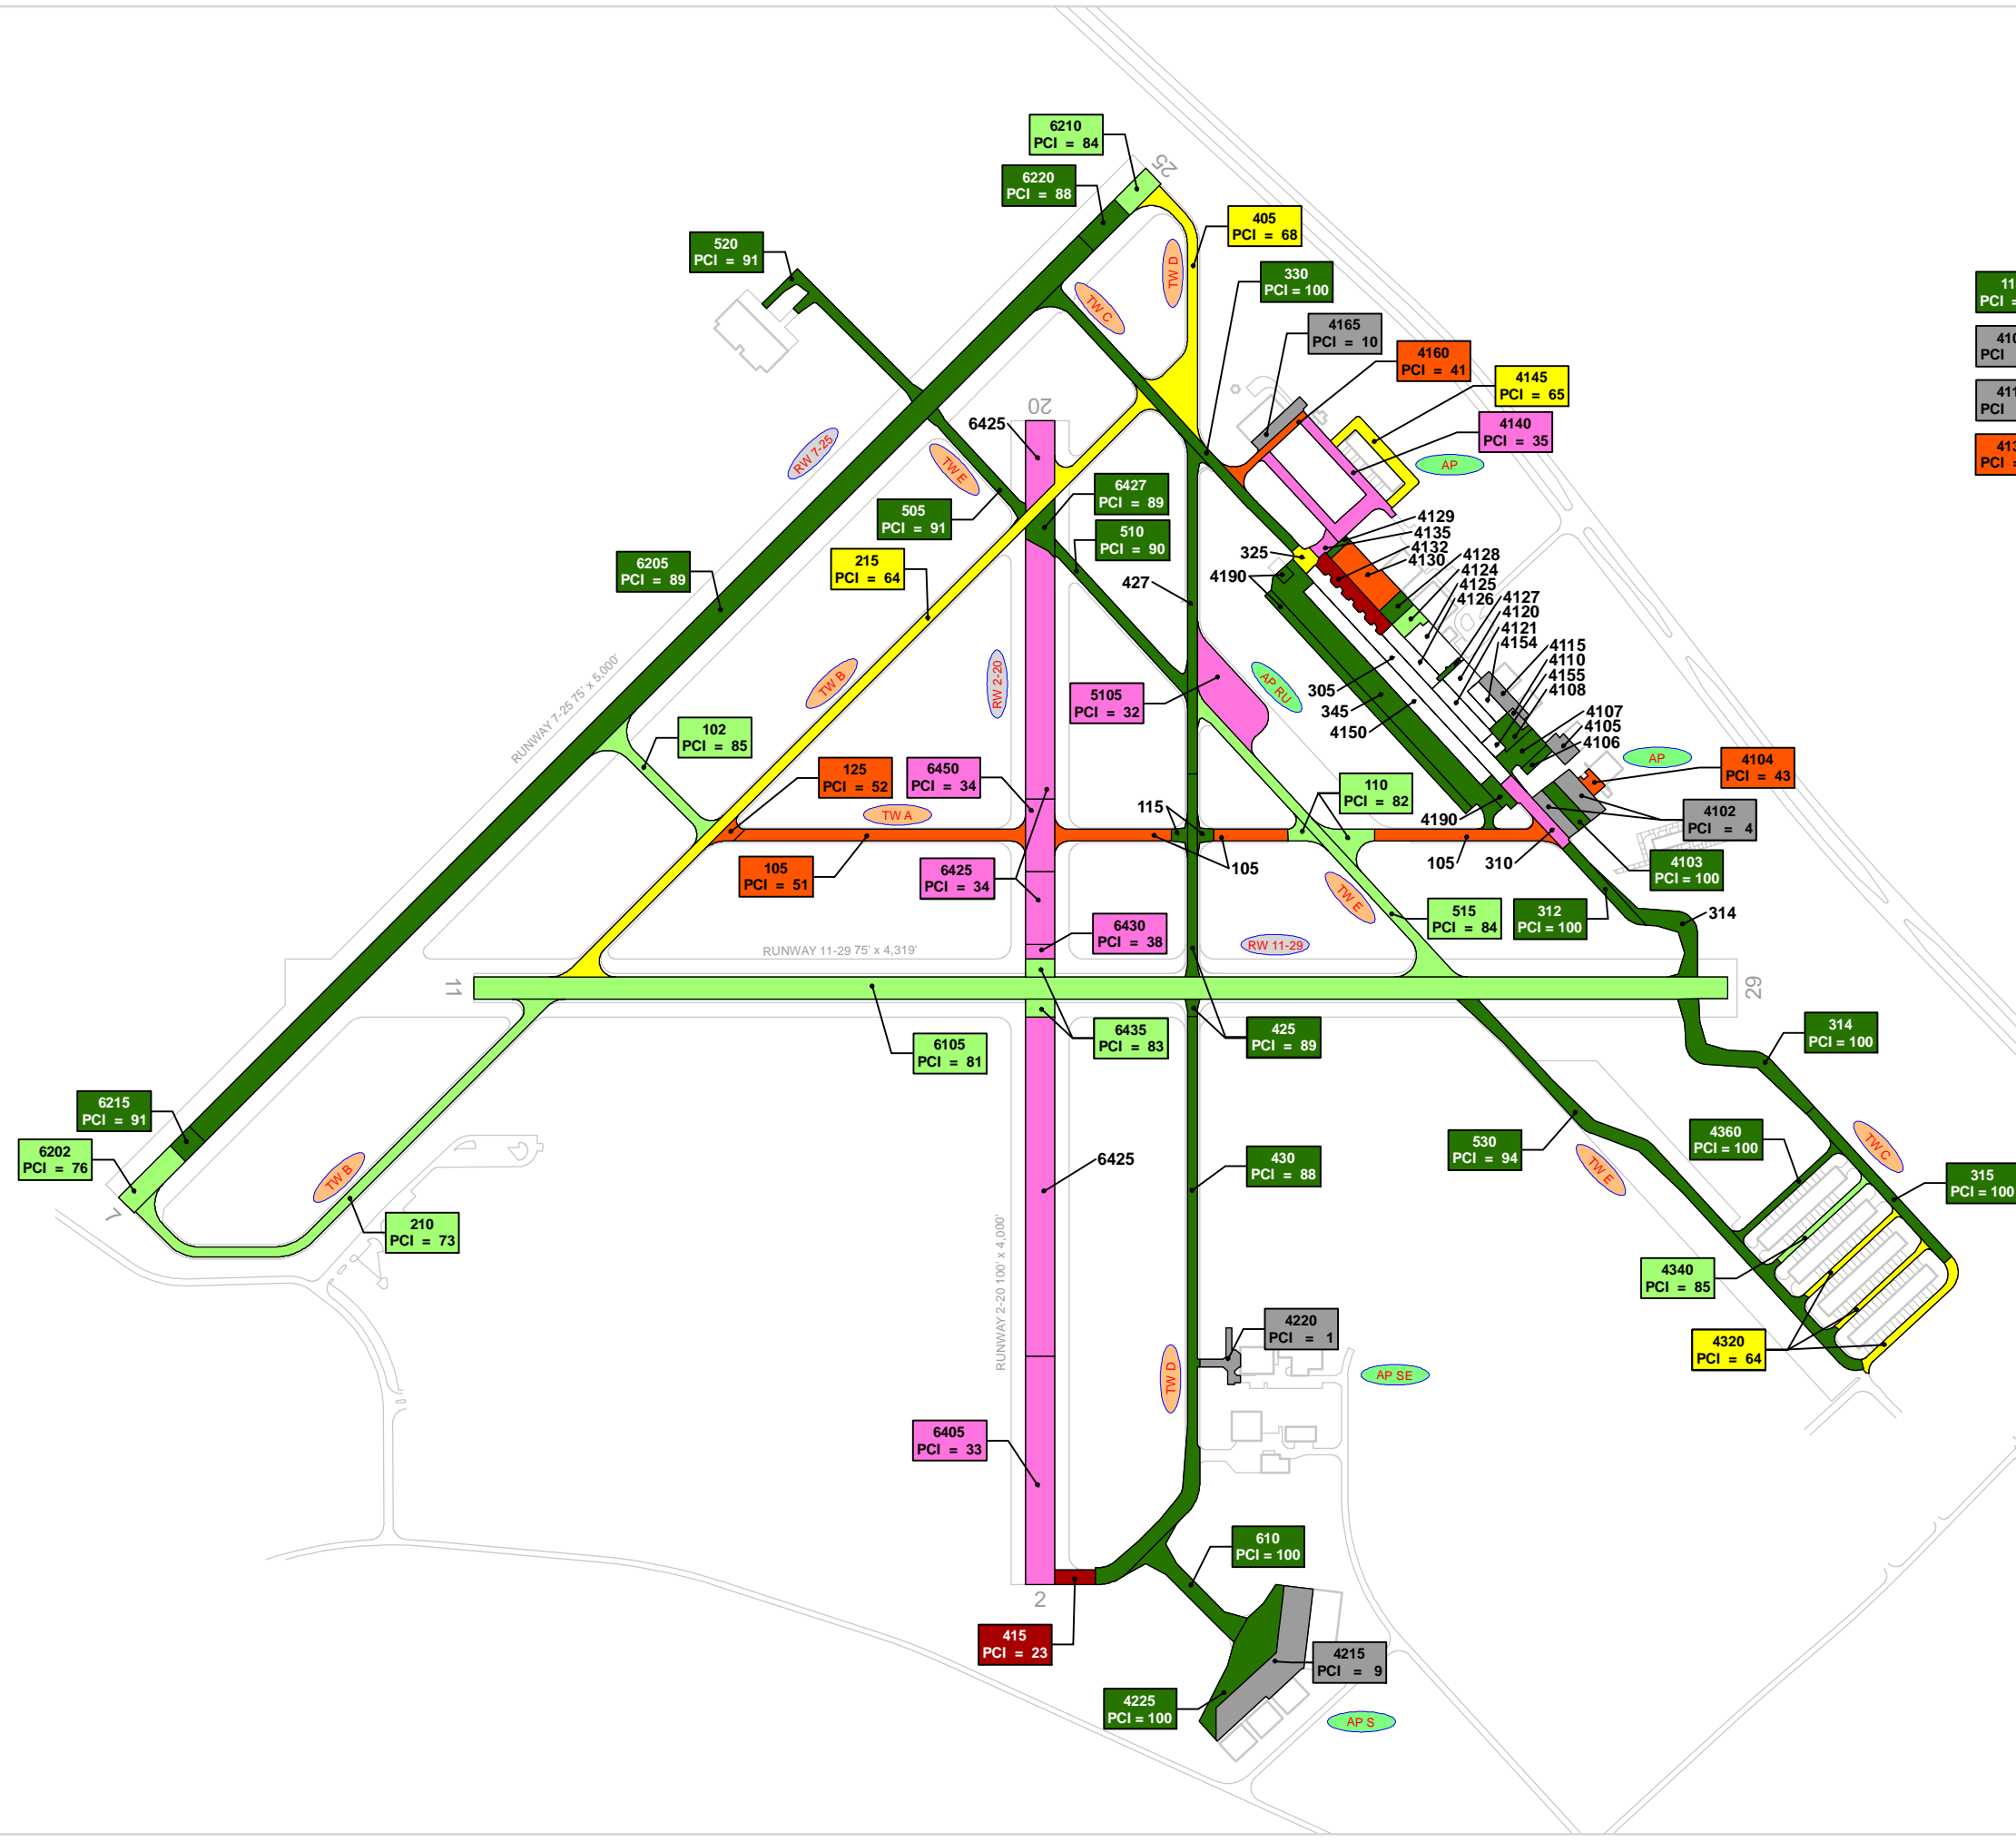 6210
PCI = 84
25
6220
PCI = 88
405
PCI = 68
520
PCI = 91
TW D
330
PCI = 100
11
PCI =
TW C
4165
PCI = 10
410
PCI
4160
PCI = 41
4145
PCI = 65
411
PCI
20
6425
4140
PCI = 35
413
PCI =
RW 7-25
TW E
AP
6427
PCI = 89
505
PCI = 91
510
PCI = 90
4129
4135
4132
4130
325
4128
4124
4125
4126
4190
6205
PCI = 89
215
PCI = 64
427
4127
4120
4121
4154
4115
4110
4155
4108
RUNWAY 7-25 75' x 5,000'
TW B
RW 2-20
5105
PCI = 32
AP RU
305
345
4150
4107
4105
4106
102
PCI = 85
AP
125
PCI = 52
6450
PCI = 34
4104
PCI = 43
110
PCI = 82
TW A
115
4190
4102
PCI = 4
105
PCI = 51
6425
PCI = 34
105
105
310
4103
PCI = 100
TW E
515
PCI = 84
312
PCI = 100
314
6430
PCI = 38
RUNWAY 11-29 75' x 4,319'
RW 11-29
11
29
6105
PCI = 81
6435
PCI = 83
425
PCI = 89
314
PCI = 100
6215
PCI = 91
6202
PCI = 76
TW B
6425
430
PCI = 88
530
PCI = 94
TW E
4360
PCI = 100
TW C
315
PCI = 100
7
210
PCI = 73
RUNWAY 2-20 100' x 4,000'
4340
PCI = 85
4220
PCI = 1
4320
PCI = 64
TW D
AP SE
6405
PCI = 33
610
PCI = 100
2
415
PCI = 23
4215
PCI = 9
4225
PCI = 100
AP S